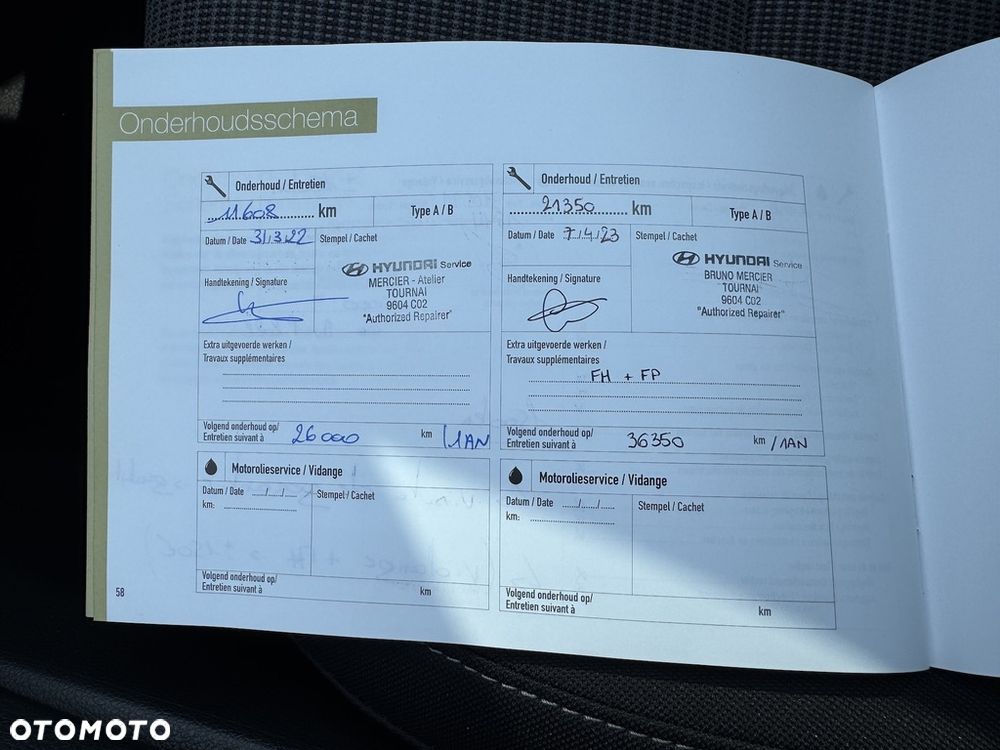 Onderhoudsschema
Onderhoud / Entretien
11608 km
Type A / B
Datum / Date 31.3.22
Stempel / Cachet
HYUNDAI Service
MERCIER - Atelier
TOURNAI
9604 C02
"Authorized Repairer"
Handtekening / Signature
Extra uitgevoerde werken /
Travaux supplémentaires
Volgend onderhoud op/
Entretien suivant à 26000 km /1AN
Motorolieservice / Vidange
Datum / Date ..../..../....
km:
Stempel / Cachet
Volgend onderhoud op/
Entretien suivant à km
Onderhoud / Entretien
21350 km
Type A / B
Datum / Date 7.4.23
Stempel / Cachet
HYUNDAI Service
BRUNO MERCIER
TOURNAI
9604 C02
"Authorized Repairer"
Handtekening / Signature
Extra uitgevoerde werken /
Travaux supplémentaires
FH + FP
Volgend onderhoud op/
Entretien suivant à 36350 km /1AN
Motorolieservice / Vidange
Datum / Date ..../..../....
km:
Stempel / Cachet
Volgend onderhoud op/
Entretien suivant à km
58
OTOMOTO